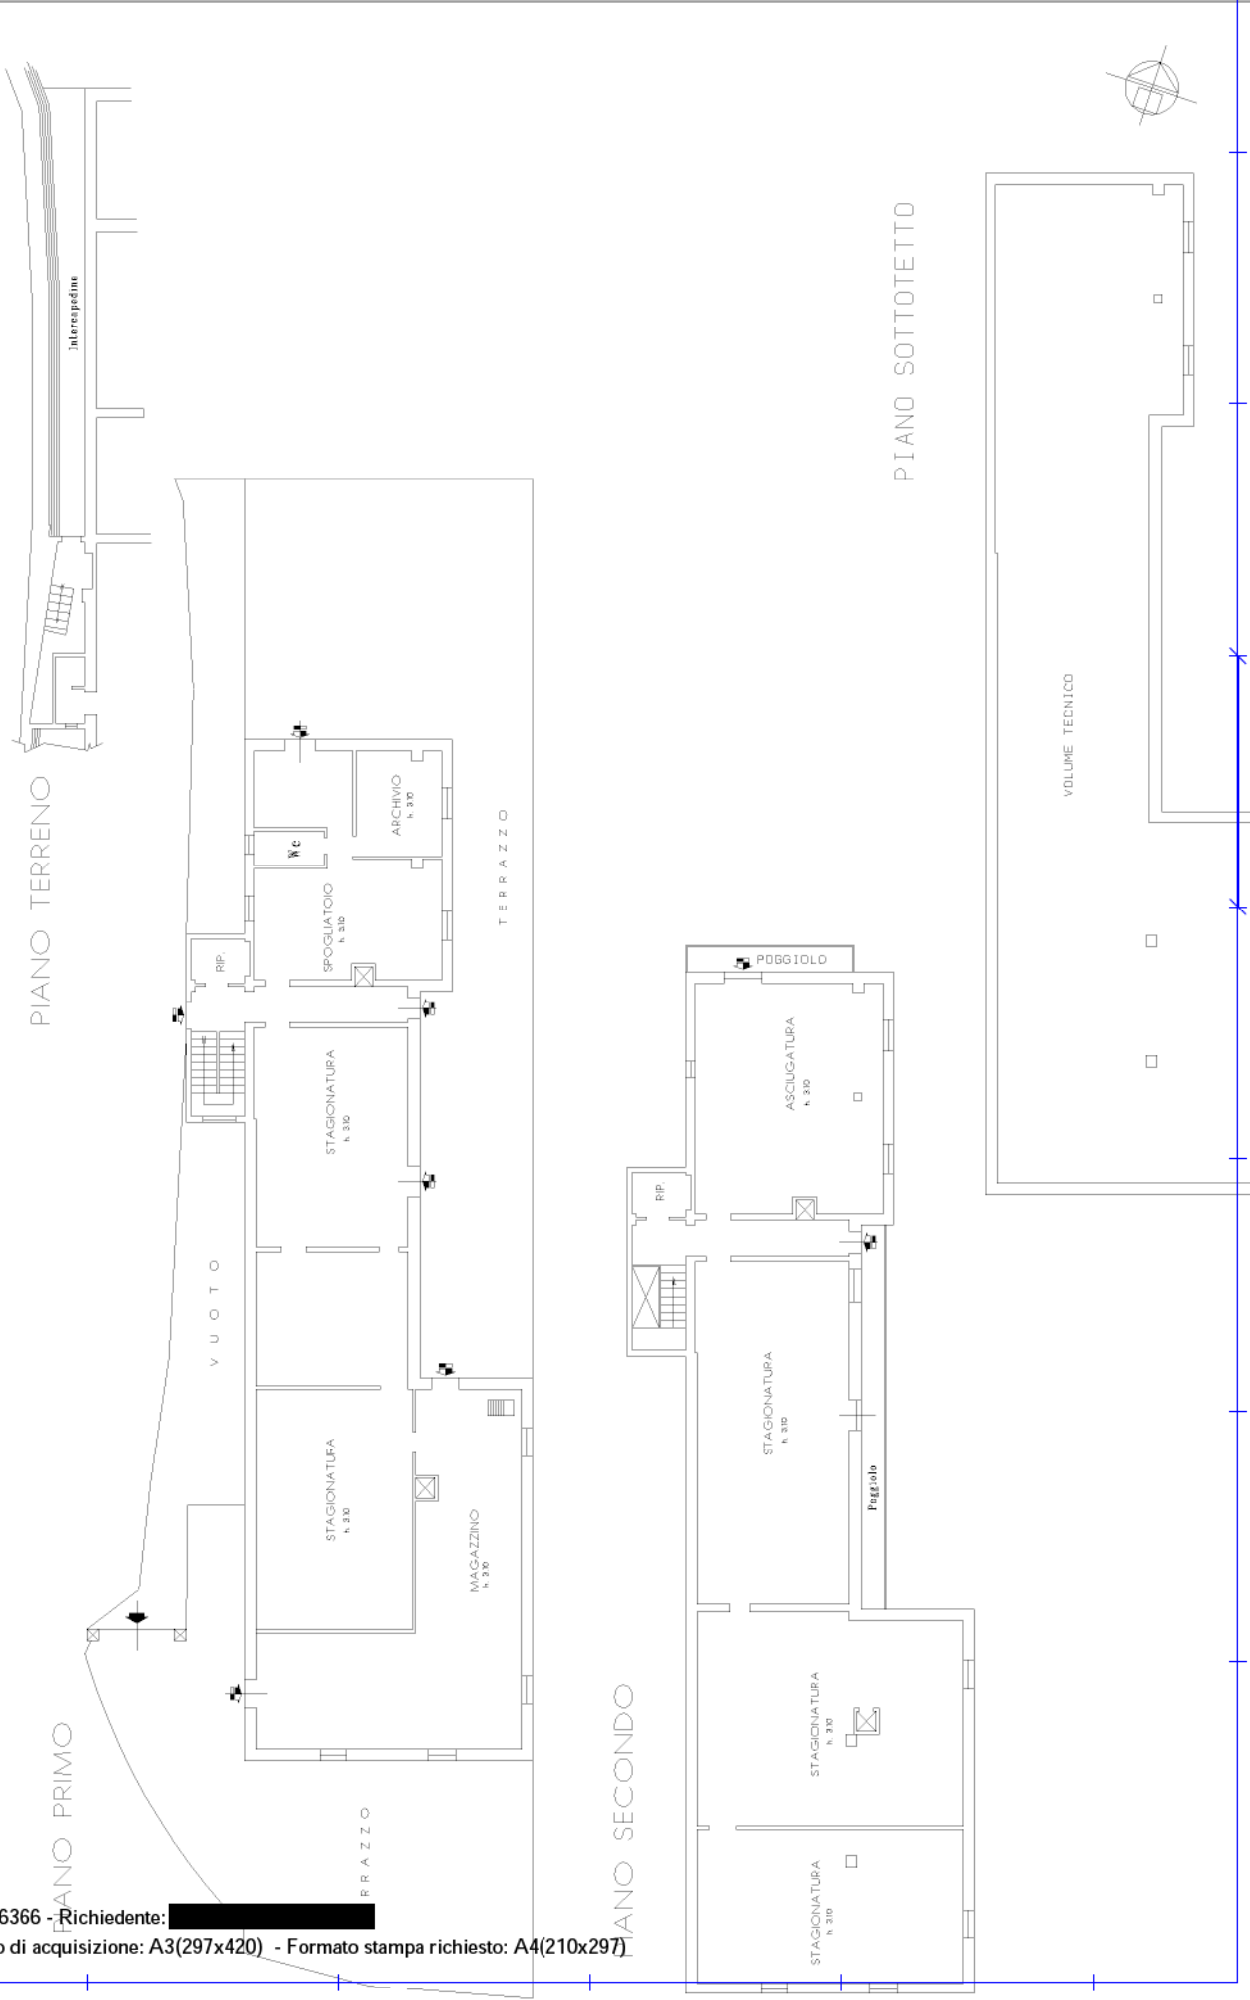 Intercapedine
PIANO TERRENO
ARCHIVIO
h. 3.10
Wc
SPOGLIATOIO
h. 3.10
RIP.
TERRAZZO
STAGIONATURA
h. 3.10
VUOTO
STAGIONATURA
h. 3.10
MAGAZZINO
h. 3.10
PIANO PRIMO
RRAZZO
PIANO SOTTOTETTO
VOLUME TECNICO
POGGIOLO
ASCIUGATURA
h. 3.10
RIP.
STAGIONATURA
h. 3.10
Poggiolo
STAGIONATURA
h. 3.10
STAGIONATURA
h. 3.10
PIANO SECONDO
6366 - Richiedente:
o di acquisizione: A3(297x420) - Formato stampa richiesto: A4(210x297)